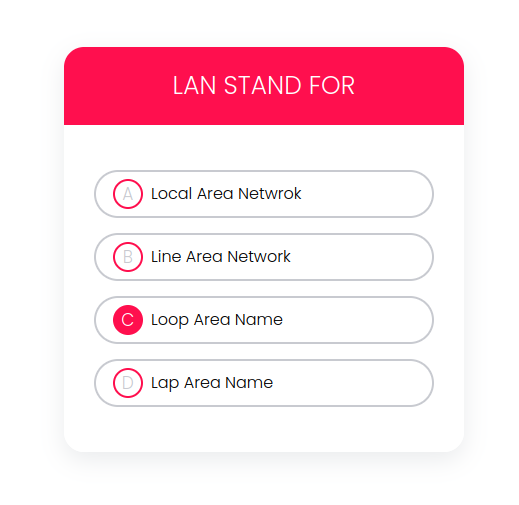 LAN STAND FOR
A Local Area Netwrok
B Line Area Network
C Loop Area Name
D Lap Area Name